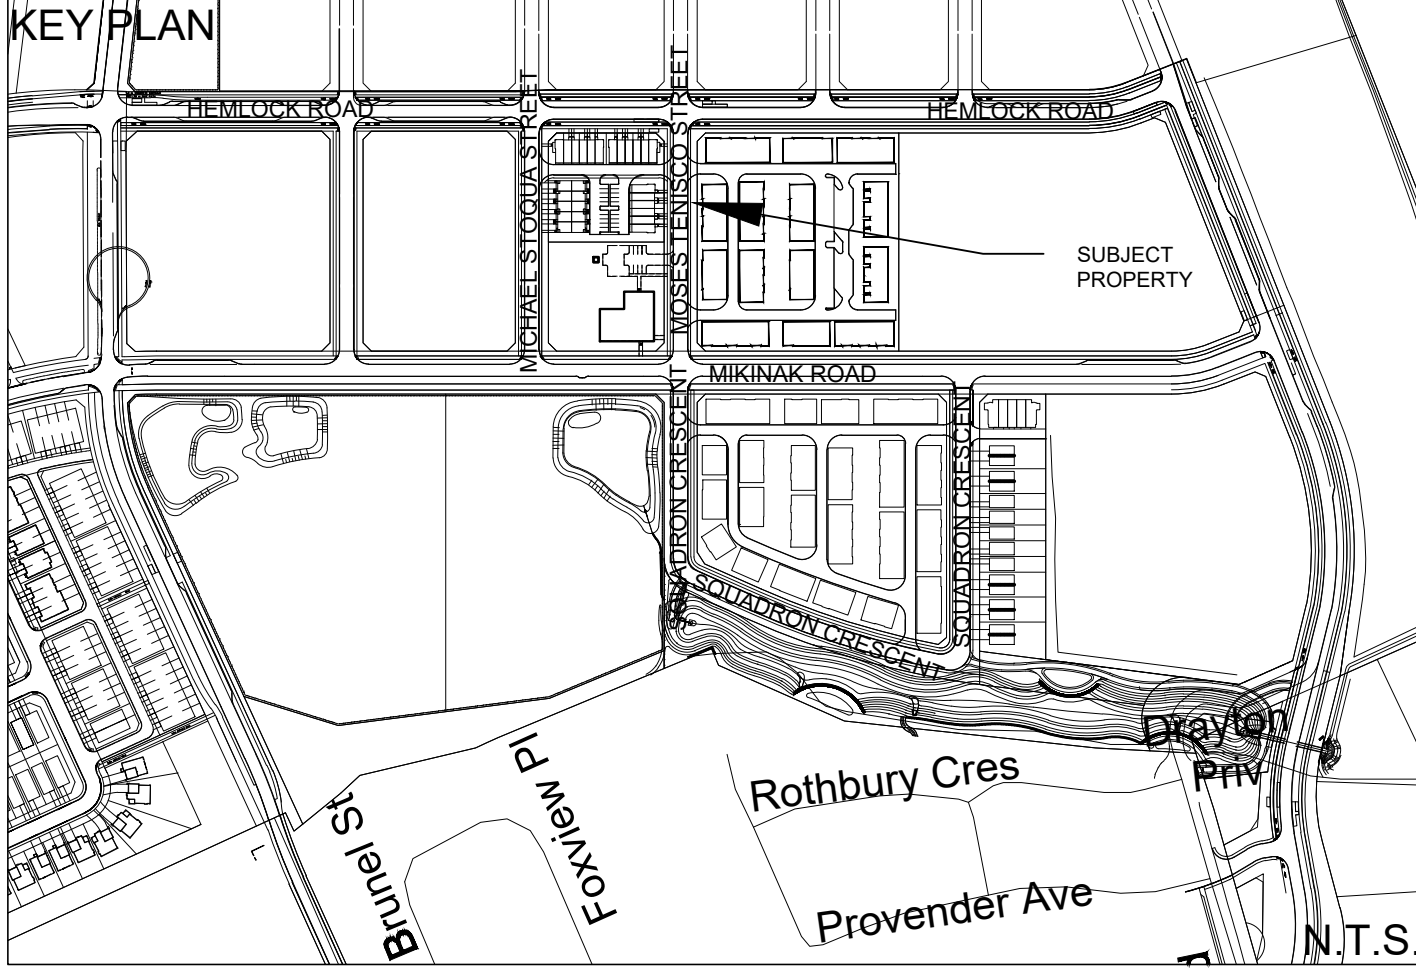 KEY PLAN
HEMLOCK ROAD
HEMLOCK ROAD
MICHAEL STOQUA STREET
MOSES TENISCO STREET
SUBJECT
PROPERTY
MIKINAK ROAD
SQUADRON CRESCENT
SQUADRON CRESCENT
SQUADRON CRESCENT
Drayton
Priv
Rothbury Cres
Foxview Pl
Brunel St
Provender Ave
N.T.S.